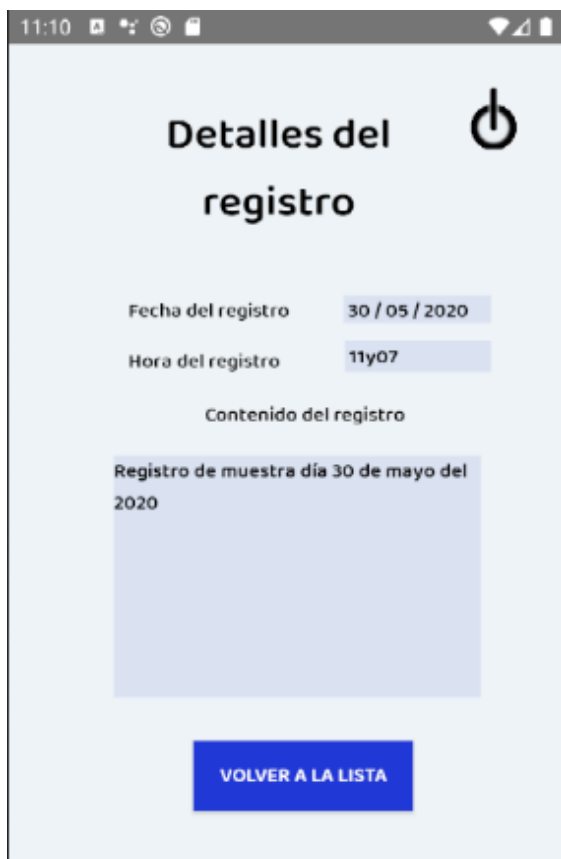 11:10
Detalles del
registro
Fecha del registro 30 / 05 / 2020
Hora del registro 11y07
Contenido del registro
Registro de muestra día 30 de mayo del
2020
VOLVER A LA LISTA